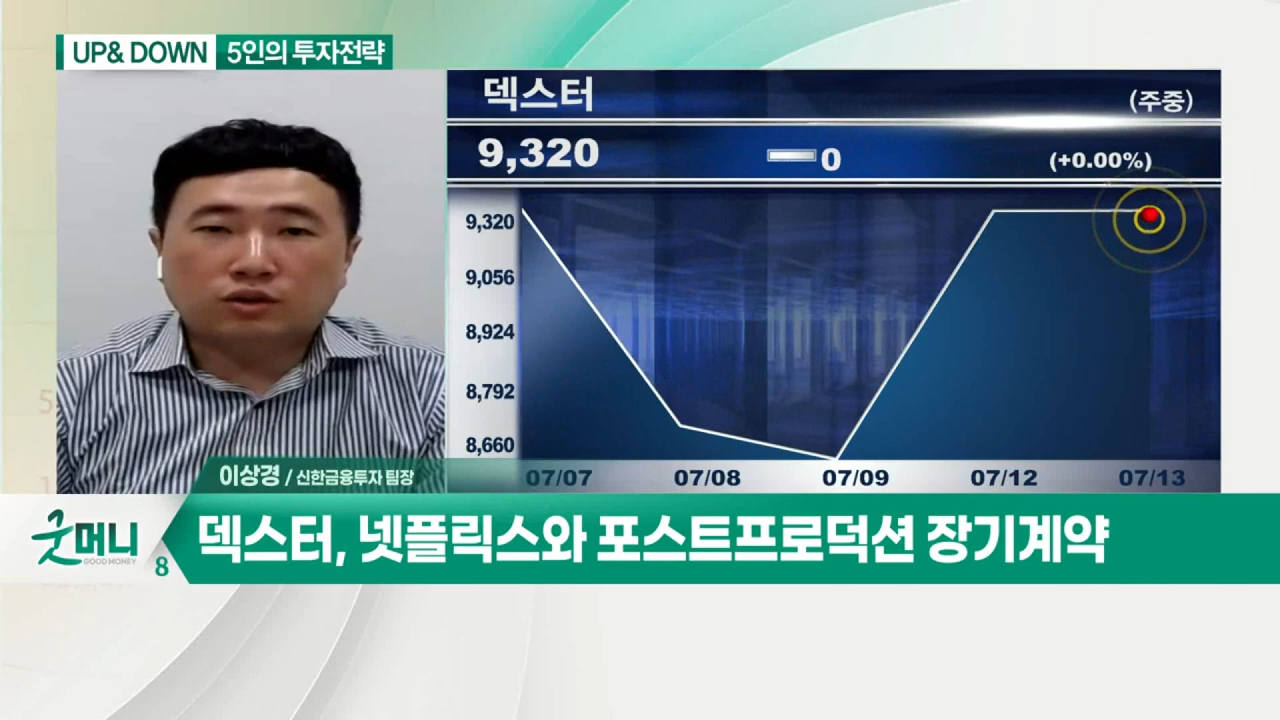 UP& DOWN 5인의 투자전략
덱스터 (주중)
9,320 0 (+0.00%)
9,320
9,056
8,924
8,792
8,660
07/07 07/08 07/09 07/12 07/13
이상경 / 신한금융투자 팀장
굿머니
GOOD MONEY
8
덱스터, 넷플릭스와 포스트프로덕션 장기계약
5
1